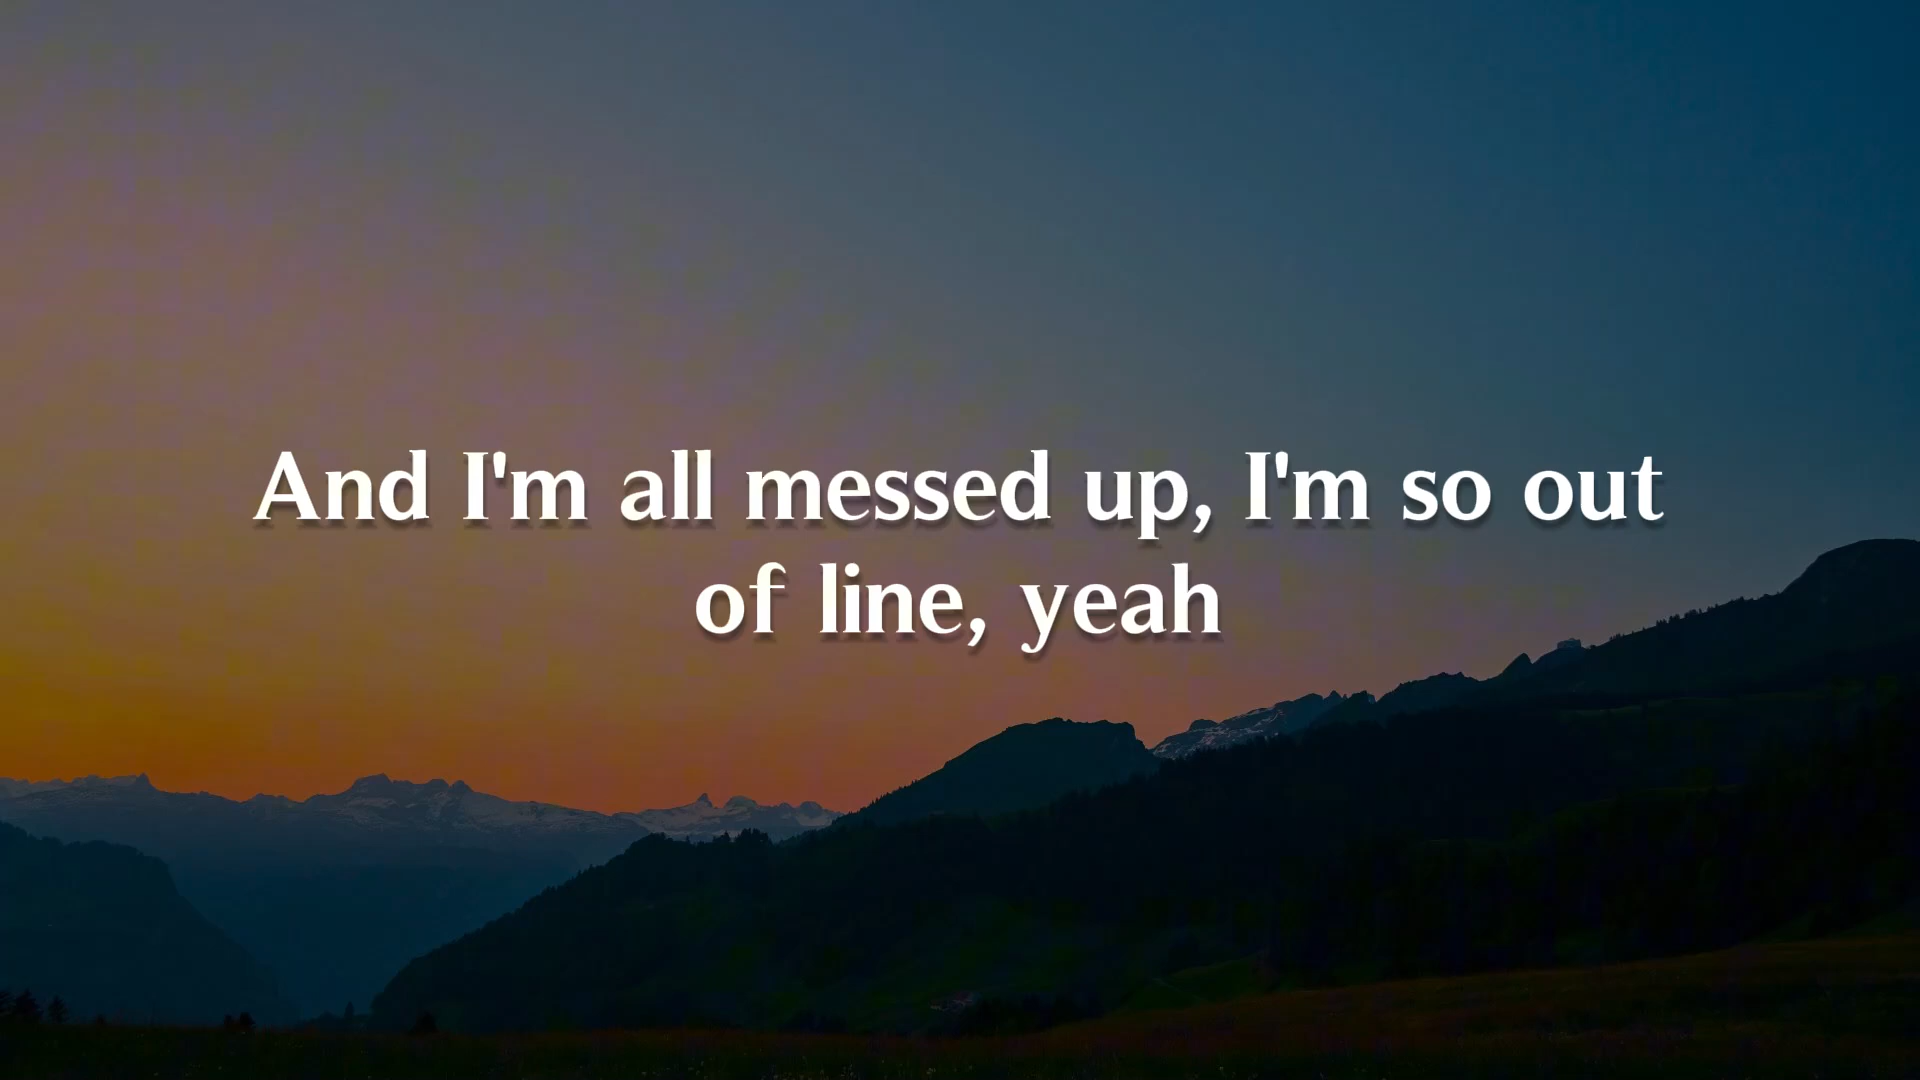 And I'm all messed up, I'm so out
of line, yeah